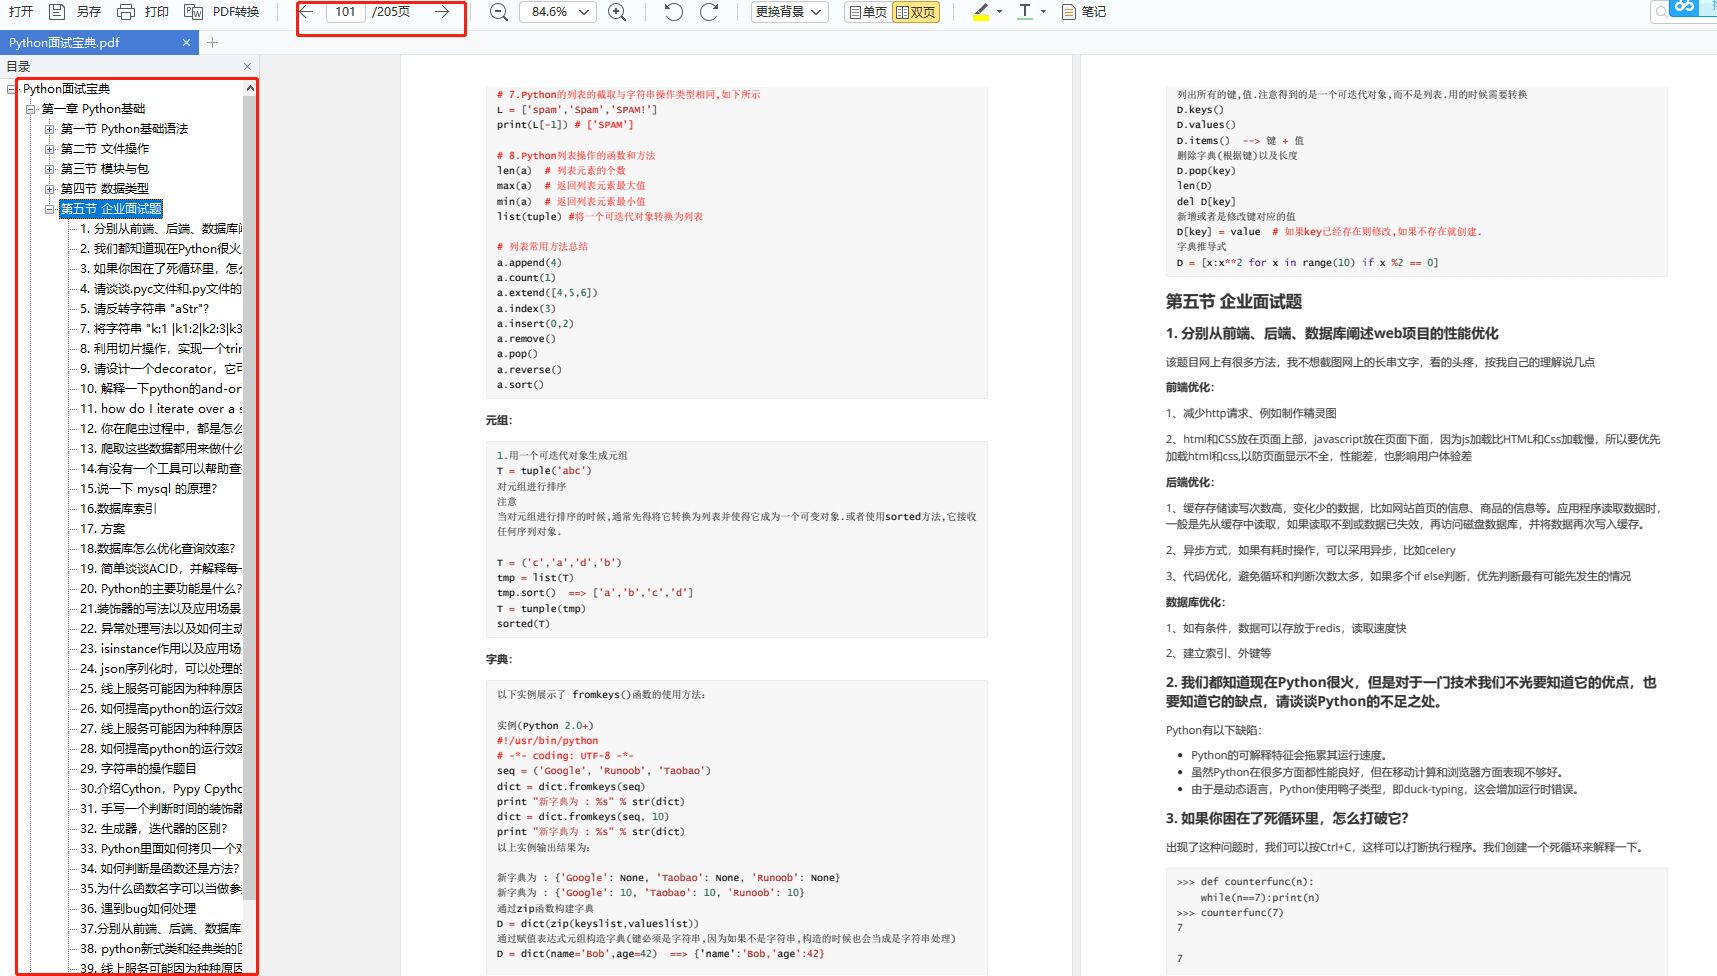 打开 另存 打印 PDF转换 101 /205页 84.6% 更换背景 单页 双页 笔记
Python面试宝典.pdf
目录
Python面试宝典
第一章 Python基础
第一节 Python基础语法
第二节 文件操作
第三节 模块与包
第四节 数据类型
第五节 企业面试题
1. 分别从前端、后端、数据库阐
2. 我们都知道现在Python很火
3. 如果你困在了死循环里，怎么
4. 请谈谈.pyc文件和.py文件的
5. 请反转字符串 "aStr"?
7. 将字符串 "k:1 |k1:2|k2:3|k3
8. 利用切片操作，实现一个trim
9. 请设计一个decorator，它可
10. 解释一下python的and-or
11. how do I iterate over a s
12. 你在爬虫过程中，都是怎么
13. 爬取这些数据都用来做什么
14.有没有一个工具可以帮助查
15.说一下 mysql 的原理?
16.数据库索引
17. 方案
18.数据库怎么优化查询效率?
19. 简单谈谈ACID，并解释每一
20. Python的主要功能是什么?
21.装饰器的写法以及应用场景
22. 异常处理写法以及如何主动
23. isinstance作用以及应用场
24. json序列化时，可以处理的
25. 线上服务可能因为种种原因
26. 如何提高python的运行效率
27. 线上服务可能因为种种原因
28. 如何提高python的运行效率
29. 字符串的操作题目
30.介绍Cython，Pypy Cpytho
31. 手写一个判断时间的装饰器
32. 生成器，迭代器的区别?
33. Python里面如何拷贝一个对
34. 如何判断是函数还是方法?
35.为什么函数名字可以当做参
36. 遇到bug如何处理
37.分别从前端、后端、数据库
38. python新式类和经典类的区
39. 线上服务可能因为种种原因
# 7.Python的列表的截取与字符串操作类型相同,如下所示
L = ['spam','Spam','SPAM!']
print(L[-1]) # ['SPAM']
# 8.Python列表操作的函数和方法
len(a) # 列表元素的个数
max(a) # 返回列表元素最大值
min(a) # 返回列表元素最小值
list(tuple) #将一个可迭代对象转换为列表
# 列表常用方法总结
a.append(4)
a.count(1)
a.extend([4,5,6])
a.index(3)
a.insert(0,2)
a.remove()
a.pop()
a.reverse()
a.sort()
元组:
1.用一个可迭代对象生成元组
T = tuple('abc')
对元组进行排序
注意
当对元组进行排序的时候,通常先得将它转换为列表并使得它成为一个可变对象.或者使用sorted方法,它接收
任何序列对象.
T = ('c','a','d','b')
tmp = list(T)
tmp.sort() ==> ['a','b','c','d']
T = tunple(tmp)
sorted(T)
字典:
以下实例展示了 fromkeys()函数的使用方法:
实例(Python 2.0+)
#!/usr/bin/python
# -*- coding: UTF-8 -*-
seq = ('Google', 'Runoob', 'Taobao')
dict = dict.fromkeys(seq)
print "新字典为 : %s" % str(dict)
dict = dict.fromkeys(seq, 10)
print "新字典为 : %s" % str(dict)
以上实例输出结果为:
新字典为 : {'Google': None, 'Taobao': None, 'Runoob': None}
新字典为 : {'Google': 10, 'Taobao': 10, 'Runoob': 10}
通过zip函数构建字典
D = dict(zip(keyslist,valueslist))
通过赋值表达式元组构造字典(键必须是字符串,因为如果不是字符串,构造的时候也会当成是字符串处理)
D = dict(name='Bob',age=42) ==> {'name':'Bob,'age':42}
列出所有的键,值.注意得到的是一个可迭代对象,而不是列表.用的时候需要转换
D.keys()
D.values()
D.items() --> 键 + 值
删除字典(根据键)以及长度
D.pop(key)
len(D)
del D[key]
新增或者是修改键对应的值
D[key] = value # 如果key已经存在则修改,如果不存在就创建.
字典推导式
D = [x:x**2 for x in range(10) if x %2 == 0]
第五节 企业面试题
1. 分别从前端、后端、数据库阐述web项目的性能优化
该题目网上有很多方法，我不想截图网上的长串文字，看的头疼，按我自己的理解说几点
前端优化:
1、减少http请求、例如制作精灵图
2、html和CSS放在页面上部，javascript放在页面下面，因为js加载比HTML和Css加载慢，所以要优先
加载html和css,以防页面显示不全，性能差，也影响用户体验差
后端优化:
1、缓存存储读写次数高，变化少的数据，比如网站首页的信息、商品的信息等。应用程序读取数据时，
一般是先从缓存中读取，如果读取不到或数据已失效，再访问磁盘数据库，并将数据再次写入缓存。
2、异步方式，如果有耗时操作，可以采用异步，比如celery
3、代码优化，避免循环和判断次数太多，如果多个if else判断，优先判断最有可能先发生的情况
数据库优化:
1、如有条件，数据可以存放于redis，读取速度快
2、建立索引、外键等
2. 我们都知道现在Python很火，但是对于一门技术我们不光要知道它的优点，也
要知道它的缺点，请谈谈Python的不足之处。
Python有以下缺陷:
• Python的可解释特征会拖累其运行速度。
• 虽然Python在很多方面都性能良好，但在移动计算和浏览器方面表现不够好。
• 由于是动态语言，Python使用鸭子类型，即duck-typing，这会增加运行时错误。
3. 如果你困在了死循环里，怎么打破它?
出现了这种问题时，我们可以按Ctrl+C，这样可以打断执行程序。我们创建一个死循环来解释一下。
>>> def counterfunc(n):
while(n==7):print(n)
>>> counterfunc(7)
7
7